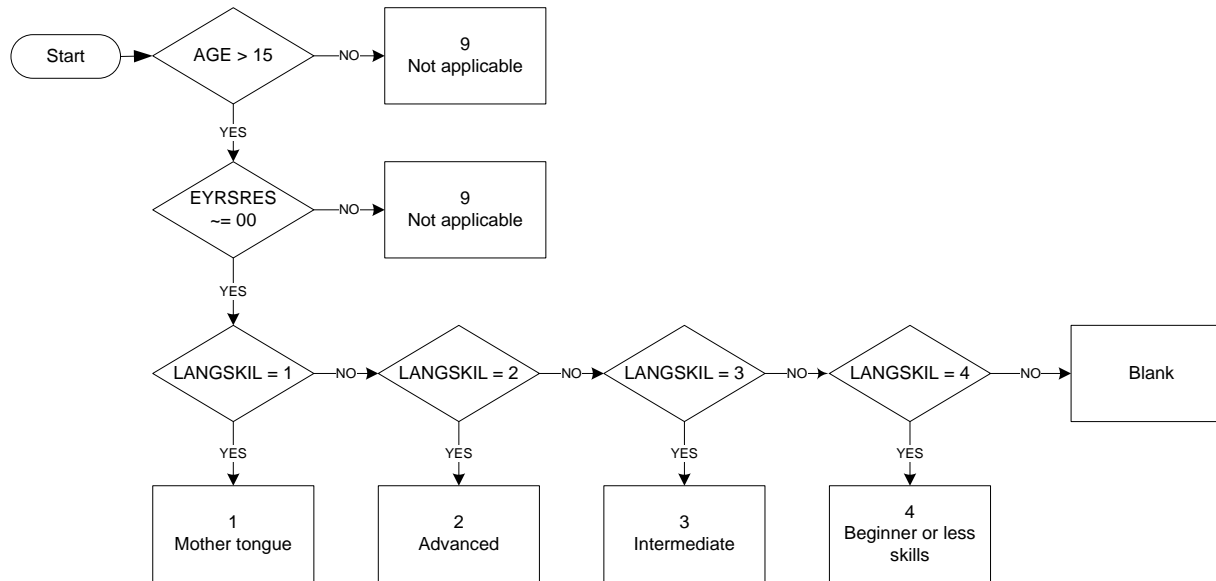 Start
AGE > 15
NO
9
Not applicable
YES
EYRSRES
~= 00
NO
9
Not applicable
YES
LANGSKIL = 1
NO
LANGSKIL = 2
NO
LANGSKIL = 3
NO
LANGSKIL = 4
NO
Blank
YES
YES
YES
YES
1
Mother tongue
2
Advanced
3
Intermediate
4
Beginner or less
skills